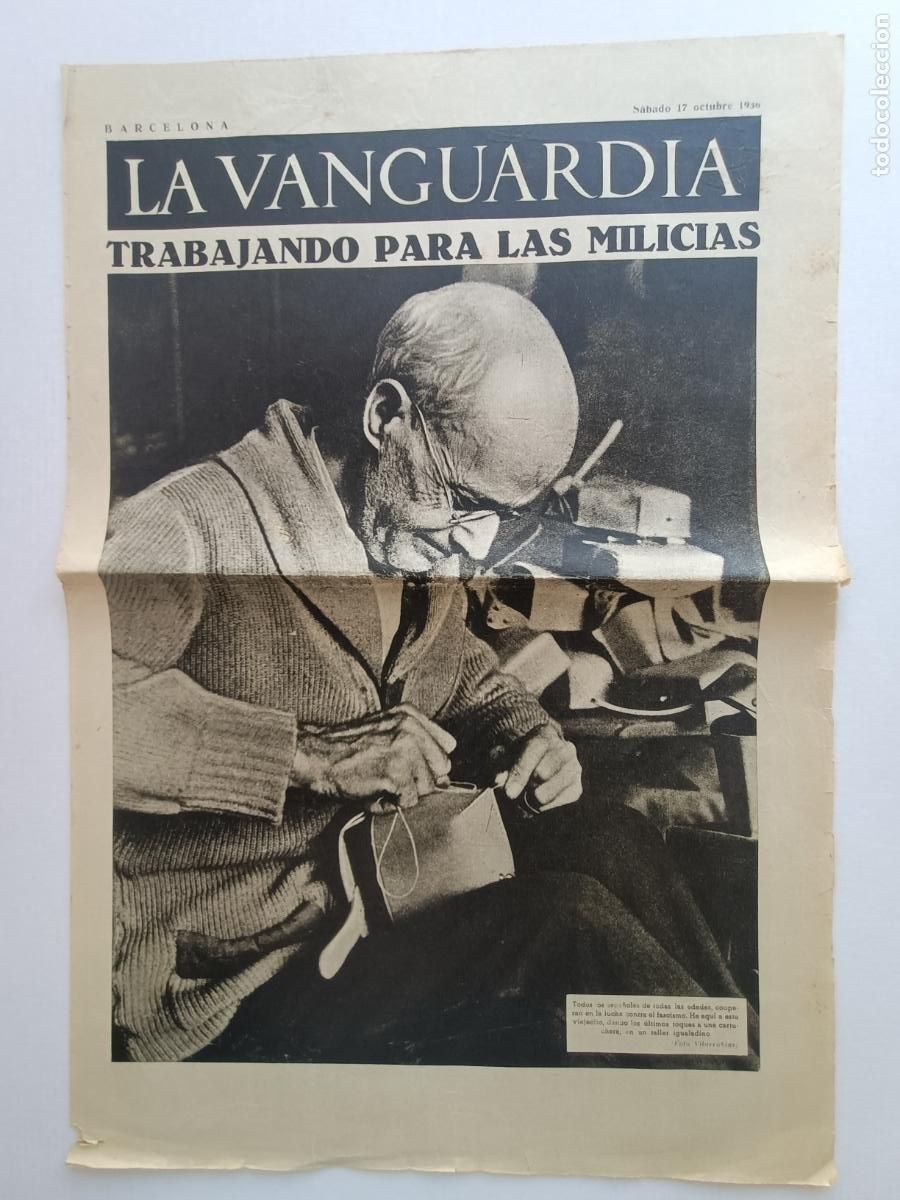 BARCELONA
Sábado 17 octubre 1936
LA VANGUARDIA
TRABAJANDO PARA LAS MILICIAS
Todos los españoles de todas las edades, coope-
ran en la lucha contra el fascismo. He aquí a este
viejecito, dando los últimos toques a una cartu-
chera, en un taller igualadino
(Foto
todocoleccion